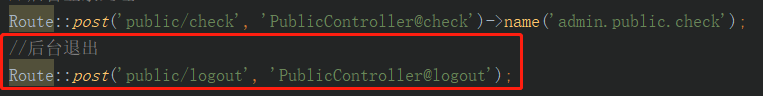 Route::post('public/check', 'PublicController@check')->name('admin.public.check');
//后台退出
Route::post('public/logout', 'PublicController@logout');